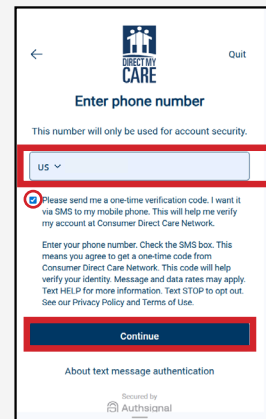 DIRECT MY
CARE
Quit
Enter phone number
This number will only be used for account security.
US
Please send me a one-time verification code. I want it
via SMS to my mobile phone. This will help me verify
my account at Consumer Direct Care Network.
Enter your phone number. Check the SMS box. This
means you agree to get a one-time code from
Consumer Direct Care Network. This code will help
verify your identity. Message and data rates may apply.
Text HELP for more information. Text STOP to opt out.
See our Privacy Policy and Terms of Use.
Continue
About text message authentication
Secured by
Authsignal